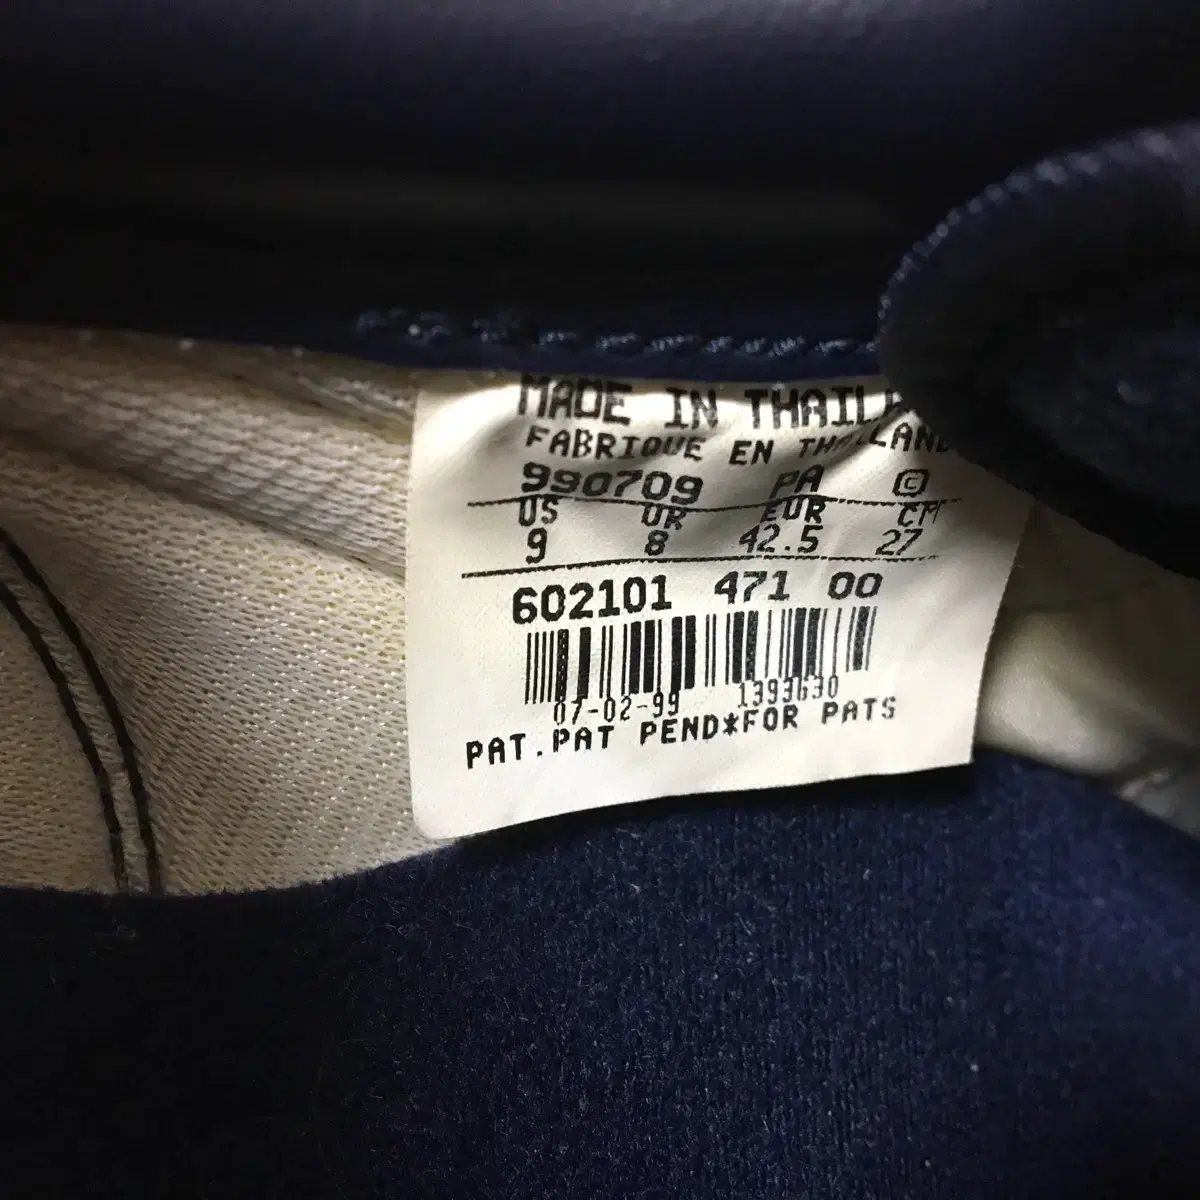 MADE IN THAILA
FABRIQUE EN THAILAND
990709 PA ©
US UK EUR CM
9 8 42.5 27
602101 471 00
07-02-99 1393630
PAT.PAT PEND*FOR PATS